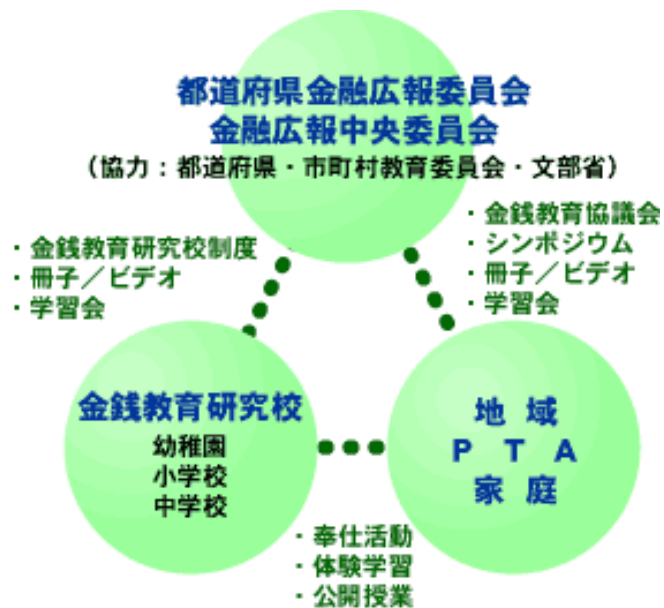 都道府県金融広報委員会
金融広報中央委員会
（協力：都道府県・市町村教育委員会・文部省）
・金銭教育研究校制度
・冊子／ビデオ
・学習会
・金銭教育協議会
・シンポジウム
・冊子／ビデオ
・学習会
金銭教育研究校
幼稚園
小学校
中学校
地 域
P T A
家 庭
・奉仕活動
・体験学習
・公開授業